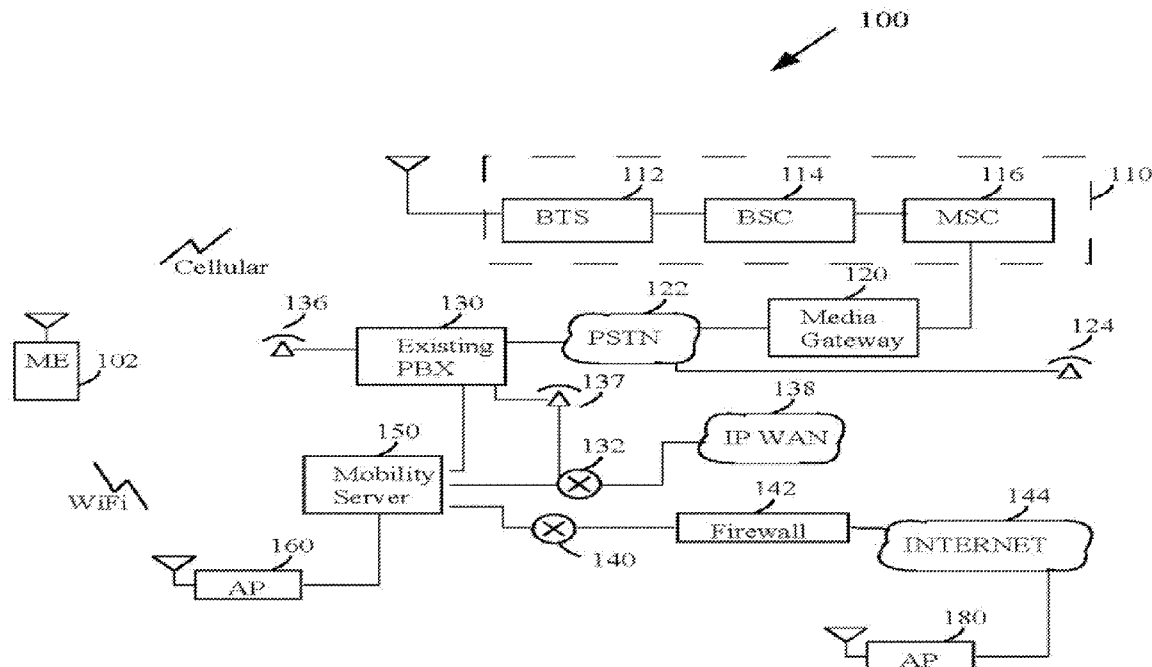 100
112
114
116
110
BTS
BSC
MSC
Cellular
136
130
122
120
124
Existing
PBX
PSTN
Media
Gateway
ME
102
137
138
150
132
IP WAN
Mobility
Server
142
144
WiFi
Firewall
INTERNET
160
140
AP
180
AP